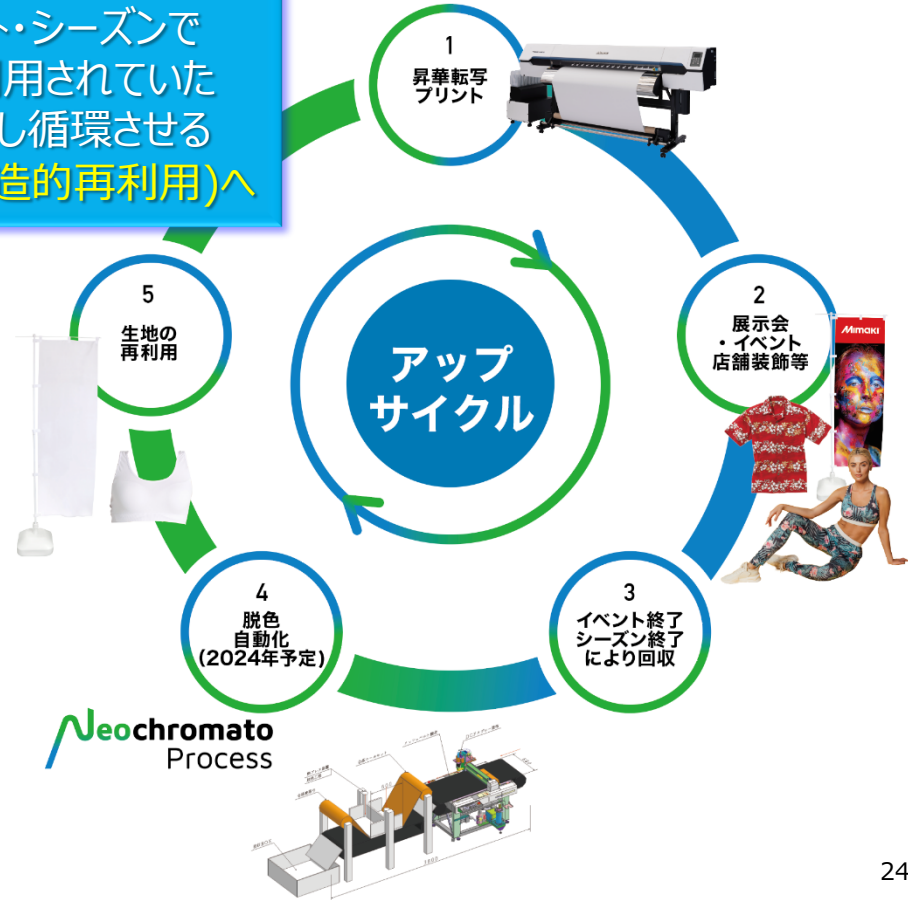 ト・シーズンで
用されていた
し循環させる
造的再利用)へ
1
昇華転写
プリント
2
展示会
・イベント
店舗装飾等
Mimaki
3
イベント終了
シーズン終了
により回収
4
脱色
自動化
(2024年予定)
5
生地の
再利用
アップ
サイクル
Neochromato
Process
24